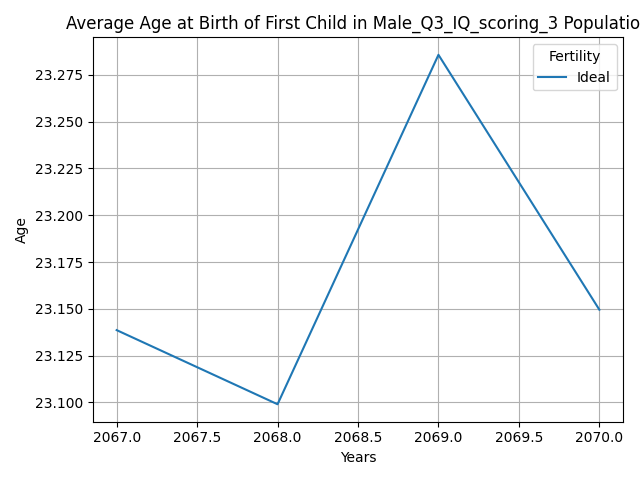 Average Age at Birth of First Child in Male_Q3_IQ_scoring_3 Populatio
Fertility
Ideal
23.275
23.250
23.225
23.200
23.175
23.150
23.125
23.100
Age
2067.0 2067.5 2068.0 2068.5 2069.0 2069.5 2070.0
Years